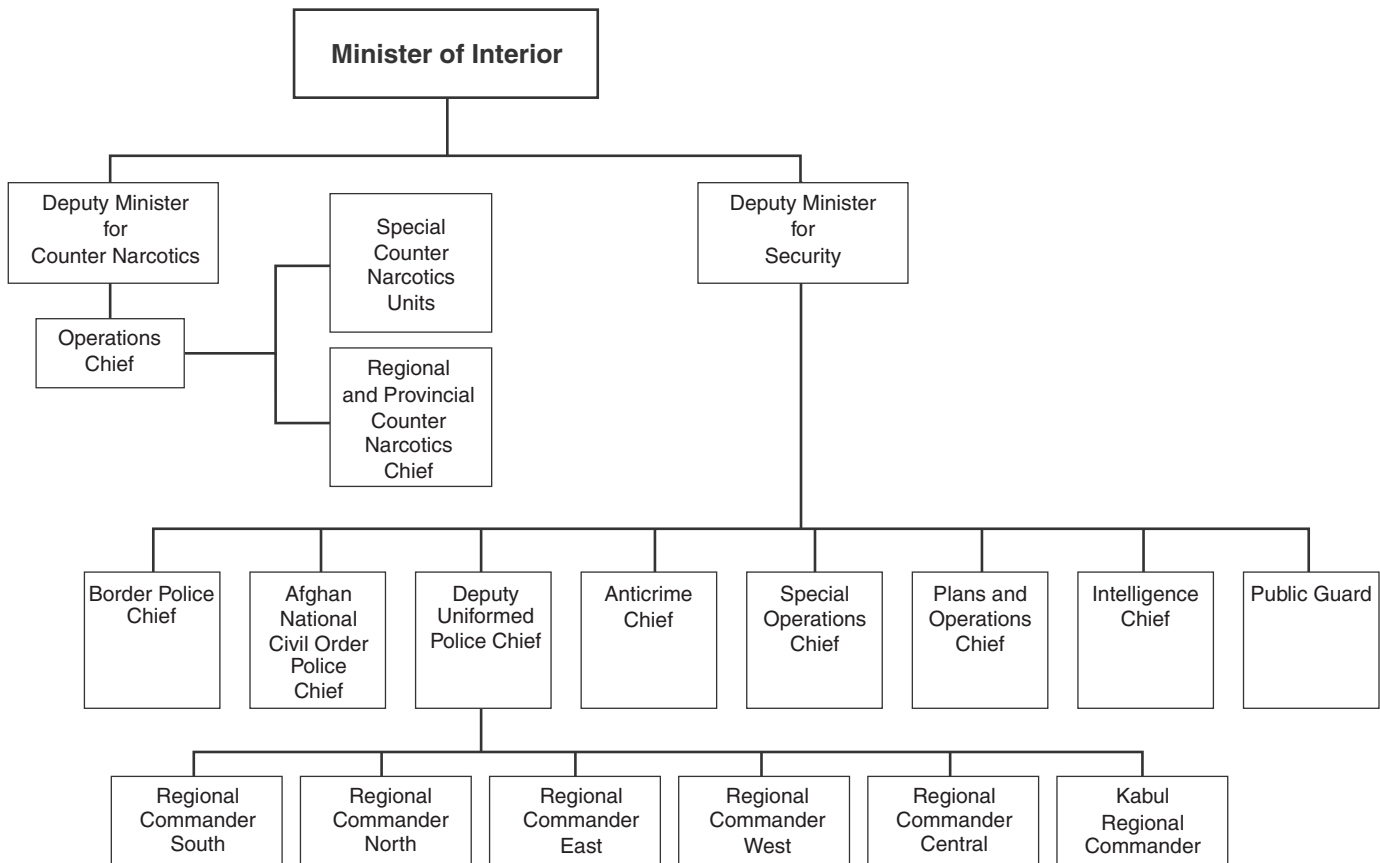 Minister of Interior
Deputy Minister
for
Counter Narcotics
Special
Counter
Narcotics
Units
Deputy Minister
for
Security
Operations
Chief
Regional
and Provincial
Counter
Narcotics
Chief
Border Police
Chief
Afghan
National
Civil Order
Police
Chief
Deputy
Uniformed
Police Chief
Anticrime
Chief
Special
Operations
Chief
Plans and
Operations
Chief
Intelligence
Chief
Public Guard
Regional
Commander
South
Regional
Commander
North
Regional
Commander
East
Regional
Commander
West
Regional
Commander
Central
Kabul
Regional
Commander